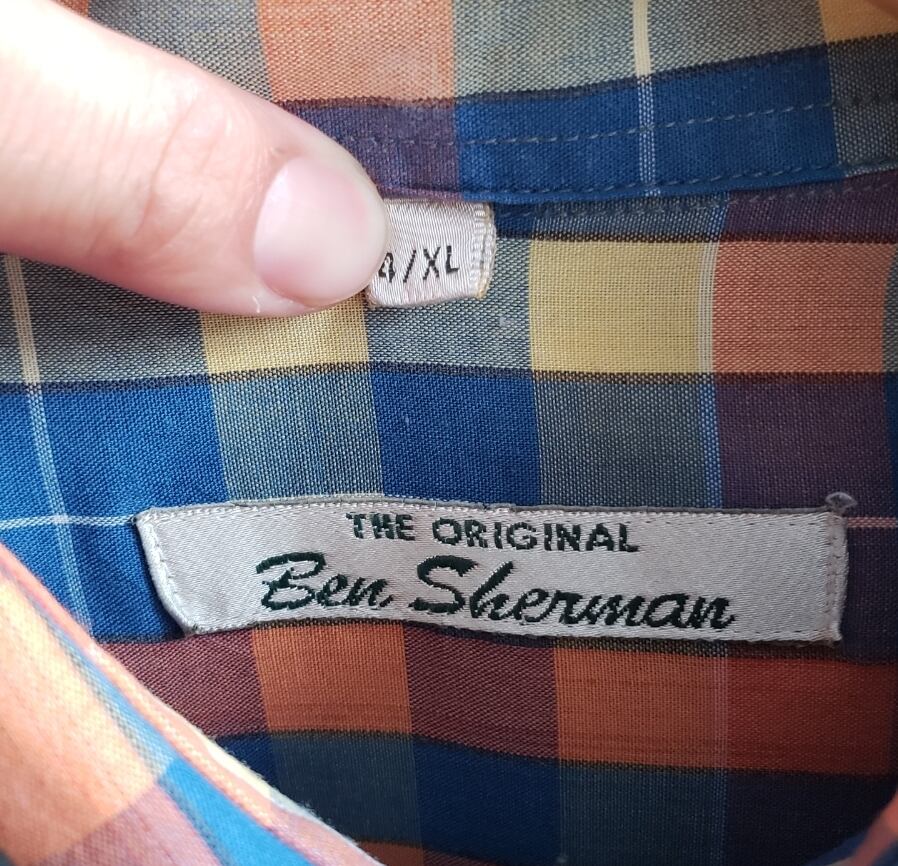 4/XL
THE ORIGINAL
Ben Sherman